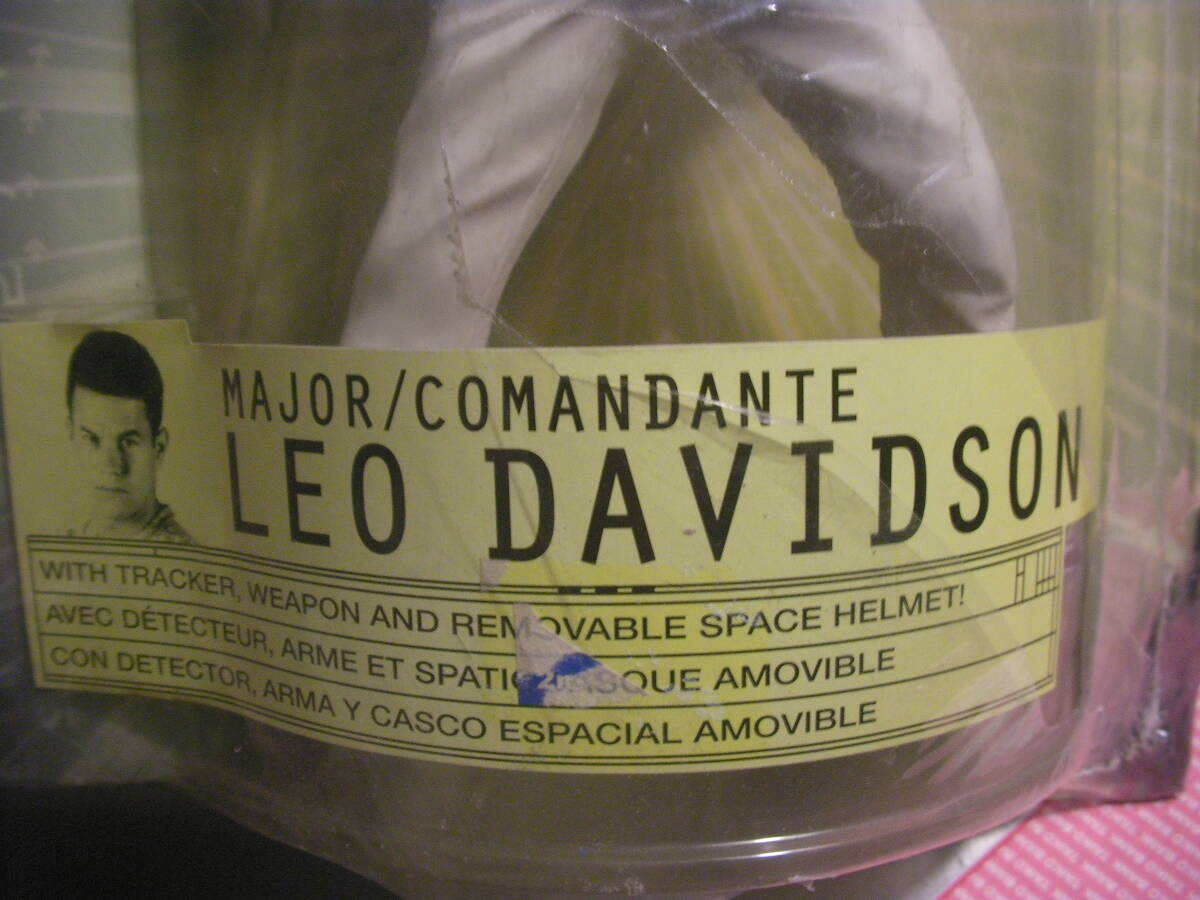 MAJOR/COMANDANTE
LEO DAVIDSON
WITH TRACKER, WEAPON AND REMOVABLE SPACE HELMET!
AVEC DÉTECTEUR, ARME ET AMOVIBLE
CON DETECTOR, ARMA Y CASCO ESPACIAL AMOVIBLE